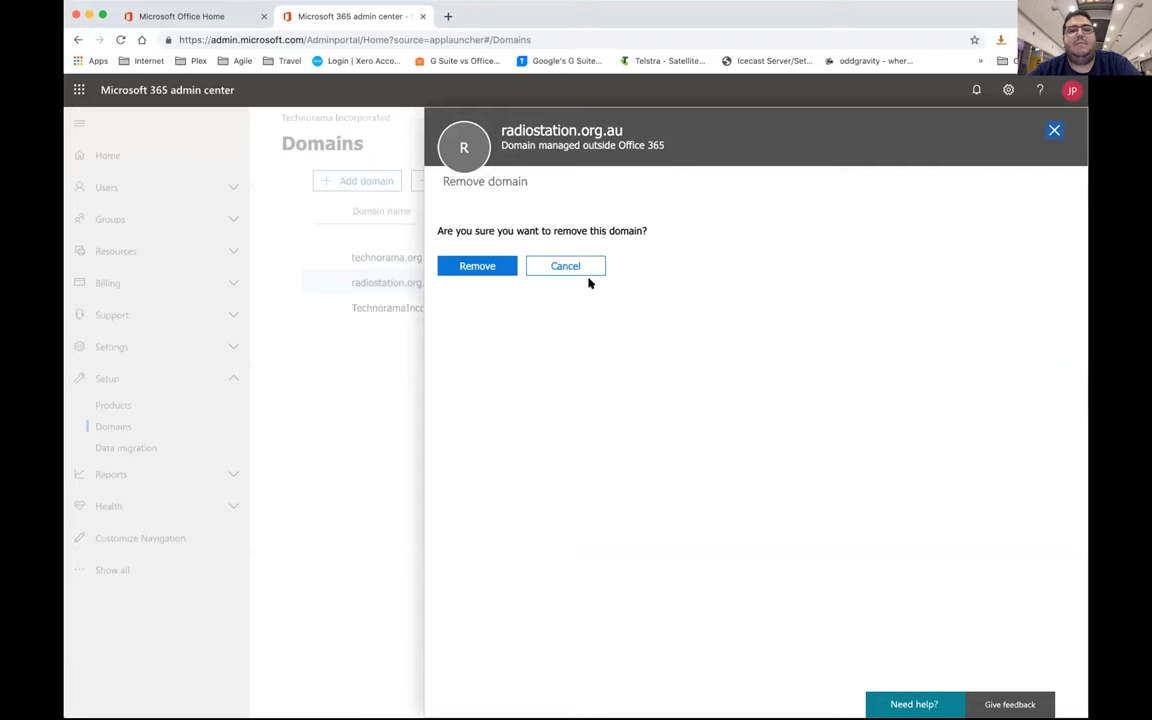 Microsoft Office Home
Microsoft 365 admin center -
https://admin.microsoft.com/Adminportal/Home?source=applauncher#/Domains
Apps
Internet
Plex
Agile
Travel
Login | Xero Acco...
G Suite vs Office...
Google's G Suite...
Telstra - Satellite...
Icecast Server/Set...
oddgravity - wher...
»
Microsoft 365 admin center
?
JP
Technorama Incorporated
Domains
Add domain
Domain name
technorama.org
radiostation.org.
TechnoramaInco
Home
Users
Groups
Resources
Billing
Support
Settings
Setup
Products
Domains
Data migration
Reports
Health
Customize Navigation
Show all
R
radiostation.org.au
Domain managed outside Office 365
Remove domain
Are you sure you want to remove this domain?
Remove
Cancel
Need help?
Give feedback